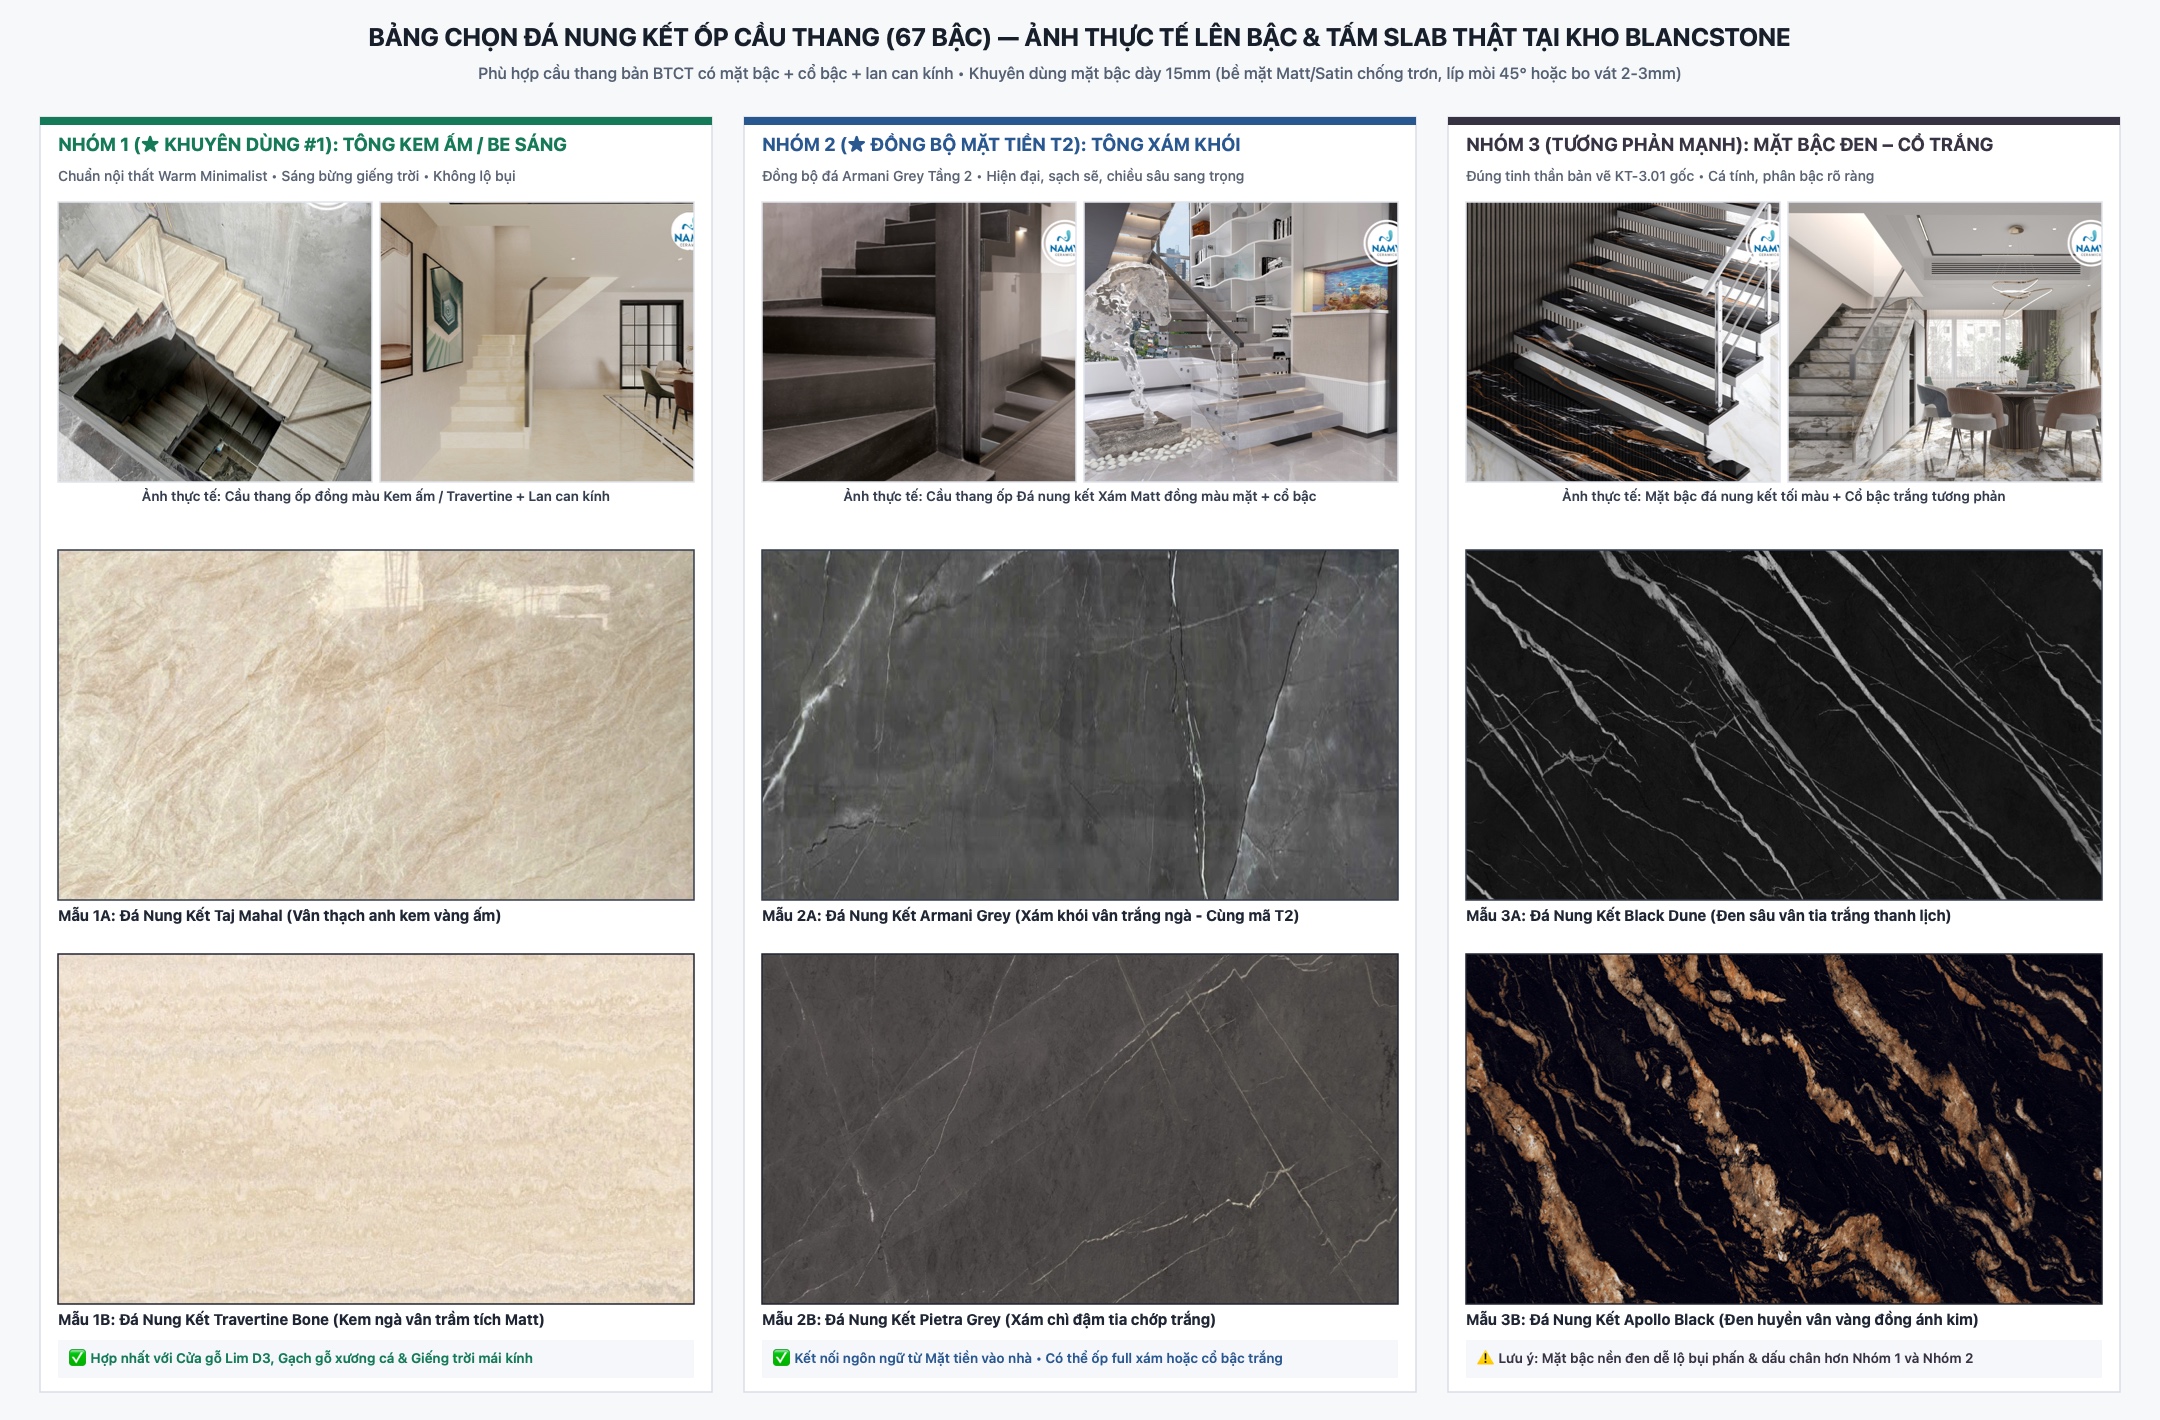 BẢNG CHỌN ĐÁ NUNG KẾT ỐP CẦU THANG (67 BẬC) — ẢNH THỰC TẾ LÊN BẬC & TẤM SLAB THẬT TẠI KHO BLANCSTONE
Phù hợp cầu thang bản BTCT có mặt bậc + cổ bậc + lan can kính • Khuyên dùng mặt bậc dày 15mm (bề mặt Matt/Satin chống trơn, líp mòi 45° hoặc bo vát 2-3mm)
NHÓM 1 (★ KHUYÊN DÙNG #1): TÔNG KEM ẤM / BE SÁNG
Chuẩn nội thất Warm Minimalist • Sáng bừng giếng trời • Không lộ bụi
NAM
Ảnh thực tế: Cầu thang ốp đồng màu Kem ấm / Travertine + Lan can kính
Mẫu 1A: Đá Nung Kết Taj Mahal (Vân thạch anh kem vàng ấm)
Mẫu 1B: Đá Nung Kết Travertine Bone (Kem ngà vân trầm tích Matt)
✅ Hợp nhất với Cửa gỗ Lim D3, Gạch gỗ xương cá & Giếng trời mái kính
NHÓM 2 (★ ĐỒNG BỘ MẶT TIỀN T2): TÔNG XÁM KHÓI
Đồng bộ đá Armani Grey Tầng 2 • Hiện đại, sạch sẽ, chiều sâu sang trọng
NAMY
CERAMICS
NAMY
CERAMICS
Ảnh thực tế: Cầu thang ốp Đá nung kết Xám Matt đồng màu mặt + cổ bậc
Mẫu 2A: Đá Nung Kết Armani Grey (Xám khói vân trắng ngà - Cùng mã T2)
Mẫu 2B: Đá Nung Kết Pietra Grey (Xám chì đậm tia chớp trắng)
✅ Kết nối ngôn ngữ từ Mặt tiền vào nhà • Có thể ốp full xám hoặc cổ bậc trắng
NHÓM 3 (TƯƠNG PHẢN MẠNH): MẶT BẬC ĐEN – CỔ TRẮNG
Đúng tinh thần bản vẽ KT-3.01 gốc • Cá tính, phân bậc rõ ràng
NAMY
CERAMICS
NAMY
CERAMICS
Ảnh thực tế: Mặt bậc đá nung kết tối màu + Cổ bậc trắng tương phản
Mẫu 3A: Đá Nung Kết Black Dune (Đen sâu vân tia trắng thanh lịch)
Mẫu 3B: Đá Nung Kết Apollo Black (Đen huyền vân vàng đồng ánh kim)
⚠️ Lưu ý: Mặt bậc nền đen dễ lộ bụi phấn & dấu chân hơn Nhóm 1 và Nhóm 2